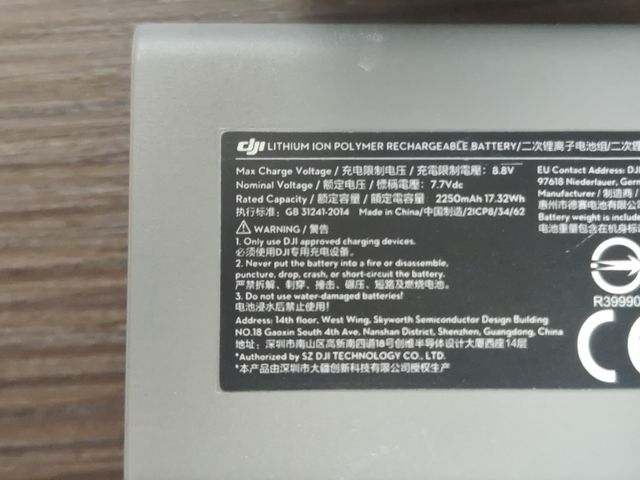 dji LITHIUM ION POLYMER RECHARGEABLE BATTERY/二次锂离子电池组/二次鋰
Max Charge Voltage / 充电限制电压 / 充電限制電壓: 8.8V
Nominal Voltage / 额定电压 / 標稱電壓: 7.7Vdc
Rated Capacity / 额定容量 / 額定電容量: 2250mAh 17.32Wh
执行标准: GB 31241-2014 Made in China/中国制造/2ICP8/34/62
WARNING / 警告
1. Only use DJI approved charging devices.
必须使用DJI专用充电设备。
2. Never put the battery into a fire or disassemble,
puncture, drop, crash, or short-circuit the battery.
严禁拆解、刺穿、撞击、碾压、短路及燃烧电池。
3. Do not use water-damaged batteries!
电池浸水后禁止使用!
Address: 14th floor, West Wing, Skyworth Semiconductor Design Building
NO.18 Gaoxin South 4th Ave, Nanshan District, Shenzhen, Guangdong, China
地址: 深圳市南山区高新南四道18号创维半导体设计大厦西座14层
*Authorized by SZ DJI TECHNOLOGY CO., LTD.
*本产品由深圳市大疆创新科技有限公司授权生产
EU Contact Address: DJI
97618 Niederlauer, Germ
Manufacturer / 制造商 /
惠州市德赛电池有限公
Battery weight is include
电池重量包含在机身标
R39990
CE